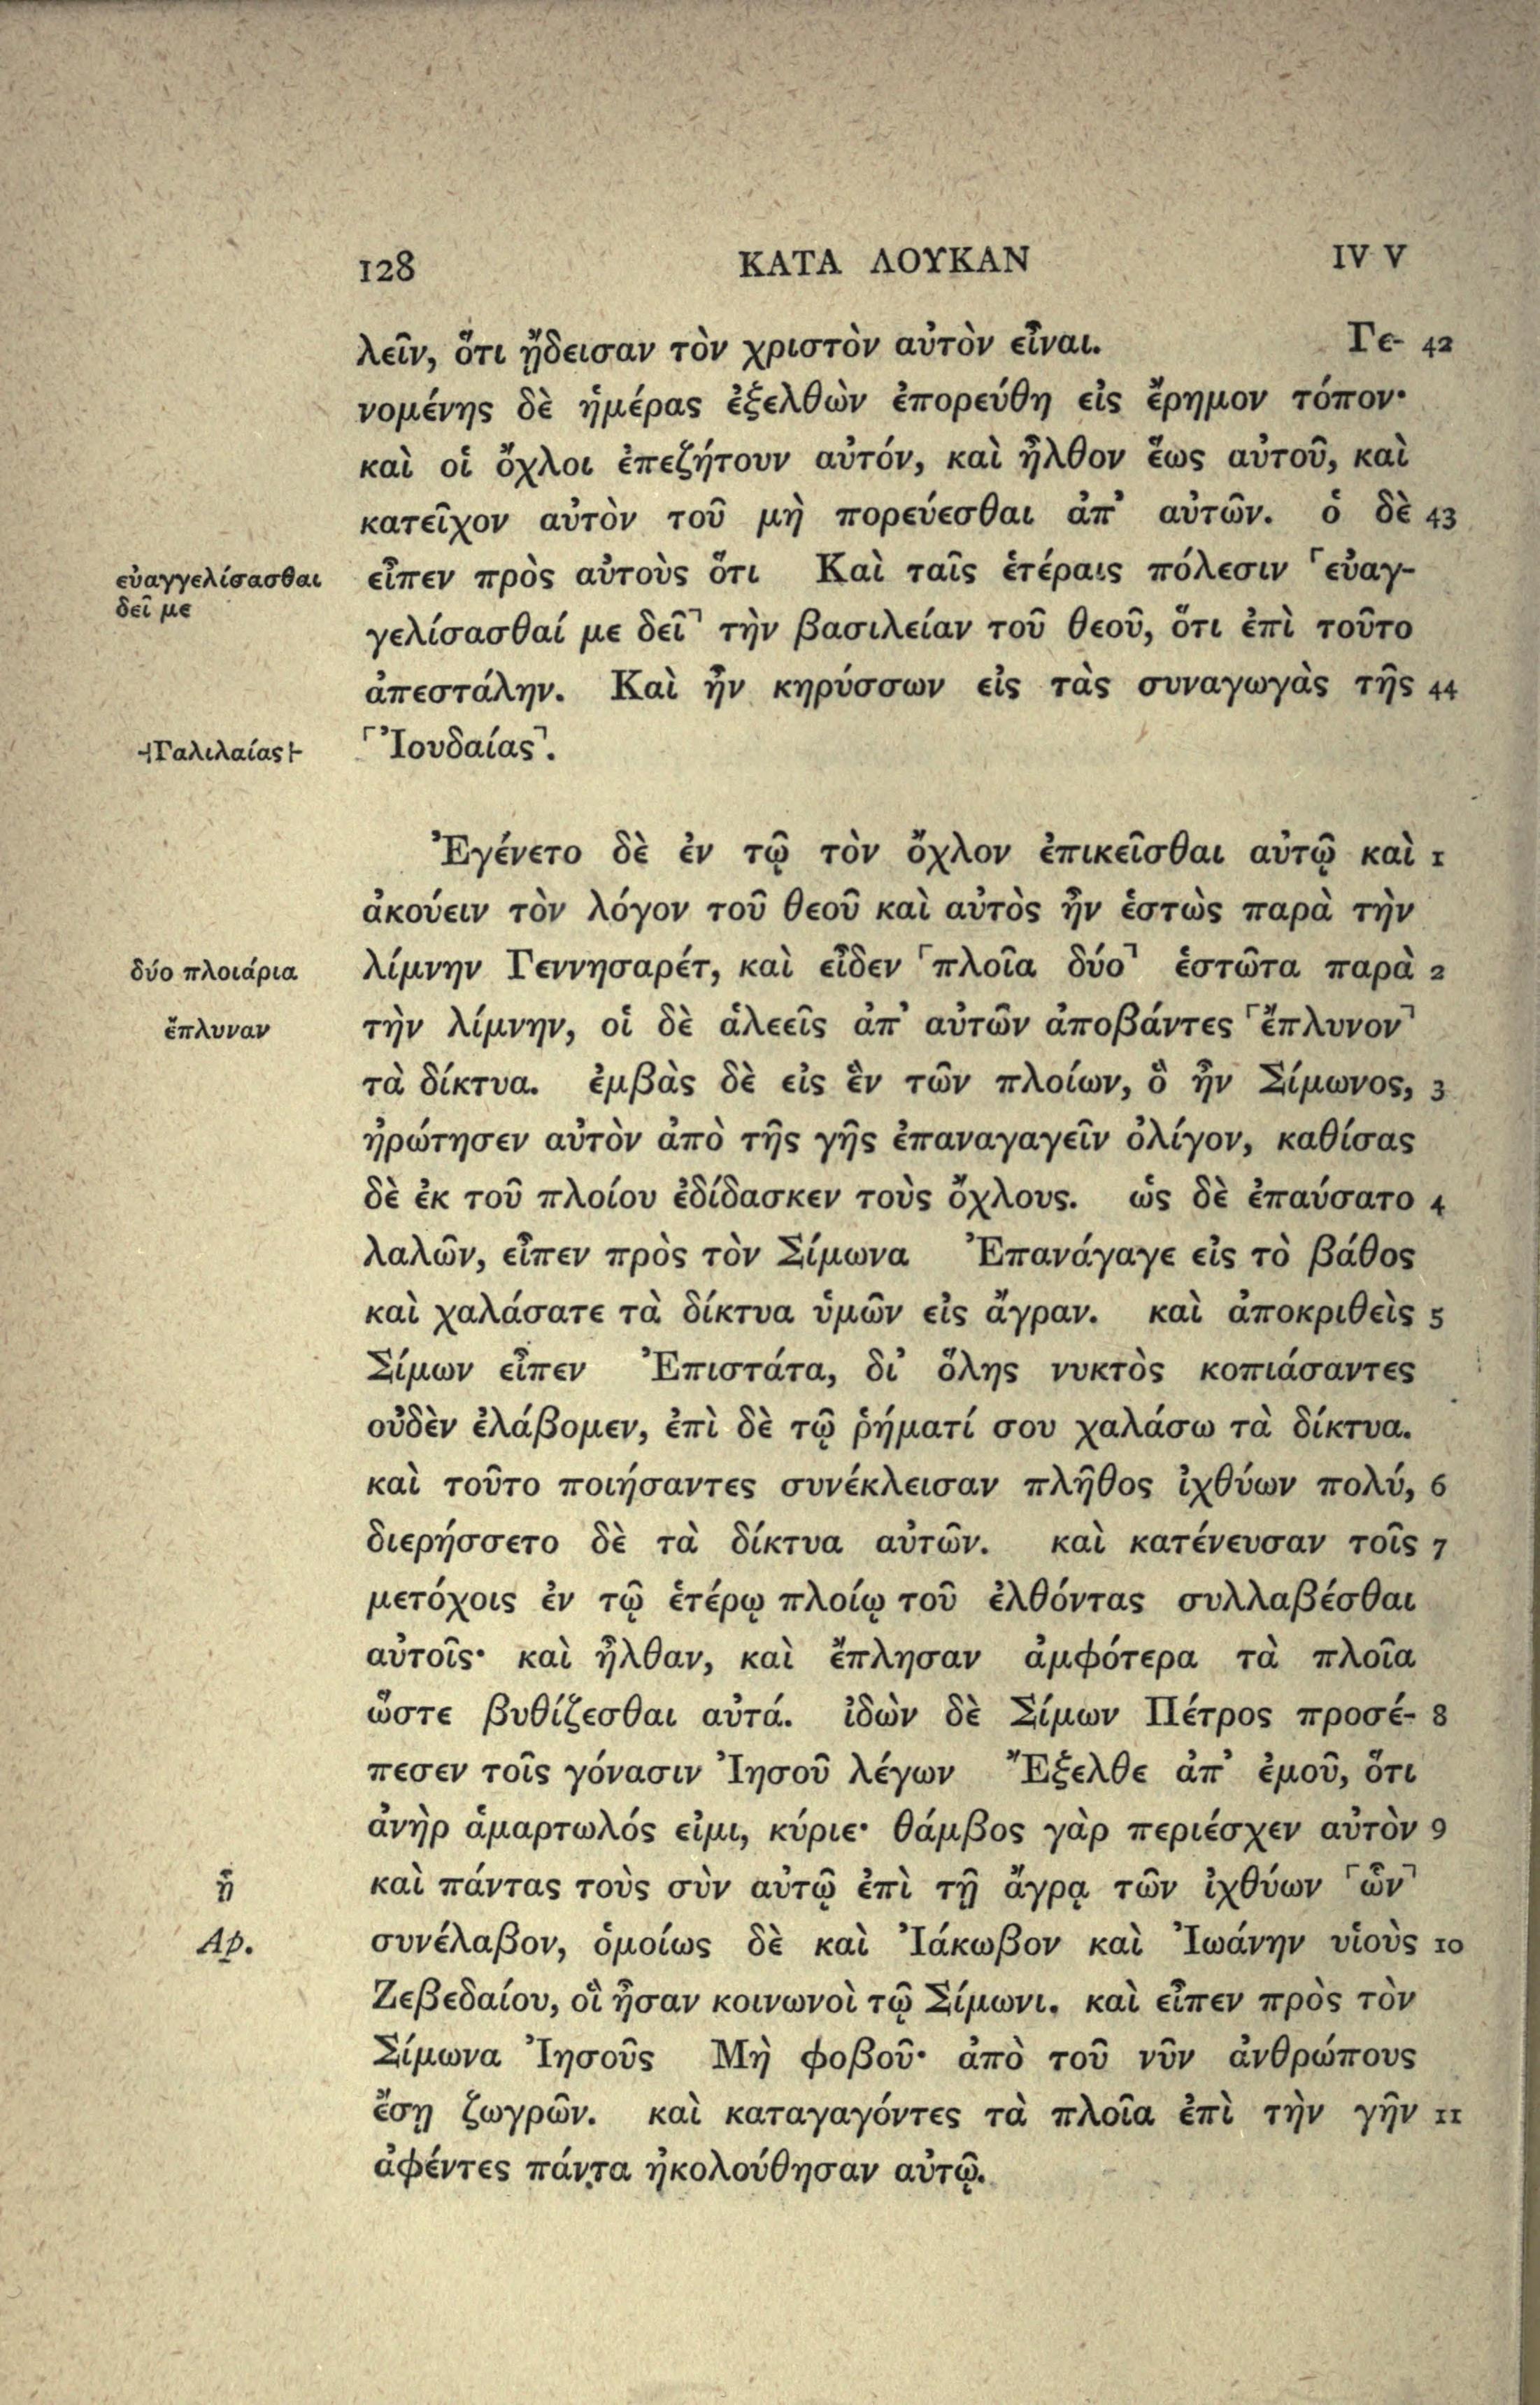 128 ΚΑΤΑ ΛΟΥΚΑΝ IV V
λεῖν, ὅτι ᾔδεισαν τὸν χριστὸν αὐτὸν εἶναι. Γε- 42
νομένης δὲ ἡμέρας ἐξελθὼν ἐπορεύθη εἰς ἔρημον τόπον·
καὶ οἱ ὄχλοι ἐπεζήτουν αὐτόν, καὶ ἦλθον ἕως αὐτοῦ, καὶ
κατεῖχον αὐτὸν τοῦ μὴ πορεύεσθαι ἀπ’ αὐτῶν. ὁ δὲ 43
εὐαγγελίσασθαι εἶπεν πρὸς αὐτοὺς ὅτι Καὶ ταῖς ἑτέραις πόλεσιν ⌜εὐαγ-
δεῖ με
γελίσασθαί με δεῖ⌝ τὴν βασιλείαν τοῦ θεοῦ, ὅτι ἐπὶ τοῦτο
ἀπεστάλην. Καὶ ἦν κηρύσσων εἰς τὰς συναγωγὰς τῆς 44
⊣Γαλιλαίας⊢ ⌜Ἰουδαίας⌝.
Ἐγένετο δὲ ἐν τῷ τὸν ὄχλον ἐπικεῖσθαι αὐτῷ καὶ 1
ἀκούειν τὸν λόγον τοῦ θεοῦ καὶ αὐτὸς ἦν ἑστὼς παρὰ τὴν
δύο πλοιάρια λίμνην Γεννησαρέτ, καὶ εἶδεν ⌜πλοῖα δύο⌝ ἑστῶτα παρὰ 2
ἔπλυναν τὴν λίμνην, οἱ δὲ ἁλεεῖς ἀπ’ αὐτῶν ἀποβάντες ⌜ἔπλυνον⌝
τὰ δίκτυα. ἐμβὰς δὲ εἰς ἓν τῶν πλοίων, ὃ ἦν Σίμωνος, 3
ἠρώτησεν αὐτὸν ἀπὸ τῆς γῆς ἐπαναγαγεῖν ὀλίγον, καθίσας
δὲ ἐκ τοῦ πλοίου ἐδίδασκεν τοὺς ὄχλους. ὡς δὲ ἐπαύσατο 4
λαλῶν, εἶπεν πρὸς τὸν Σίμωνα Ἐπανάγαγε εἰς τὸ βάθος
καὶ χαλάσατε τὰ δίκτυα ὑμῶν εἰς ἄγραν. καὶ ἀποκριθεὶς 5
Σίμων εἶπεν Ἐπιστάτα, δι’ ὅλης νυκτὸς κοπιάσαντες
οὐδὲν ἐλάβομεν, ἐπὶ δὲ τῷ ῥήματί σου χαλάσω τὰ δίκτυα.
καὶ τοῦτο ποιήσαντες συνέκλεισαν πλῆθος ἰχθύων πολύ, 6
διερήσσετο δὲ τὰ δίκτυα αὐτῶν. καὶ κατένευσαν τοῖς 7
μετόχοις ἐν τῷ ἑτέρῳ πλοίῳ τοῦ ἐλθόντας συλλαβέσθαι
αὐτοῖς· καὶ ἦλθαν, καὶ ἔπλησαν ἀμφότερα τὰ πλοῖα
ὥστε βυθίζεσθαι αὐτά. ἰδὼν δὲ Σίμων Πέτρος προσέ- 8
πεσεν τοῖς γόνασιν Ἰησοῦ λέγων Ἔξελθε ἀπ’ ἐμοῦ, ὅτι
ἀνὴρ ἁμαρτωλός εἰμι, κύριε· θάμβος γὰρ περιέσχεν αὐτὸν 9
ᾗ καὶ πάντας τοὺς σὺν αὐτῷ ἐπὶ τῇ ἄγρᾳ τῶν ἰχθύων ⌜ὧν⌝
Ap. συνέλαβον, ὁμοίως δὲ καὶ Ἰάκωβον καὶ Ἰωάνην υἱοὺς 10
Ζεβεδαίου, οἳ ἦσαν κοινωνοὶ τῷ Σίμωνι. καὶ εἶπεν πρὸς τὸν
Σίμωνα Ἰησοῦς Μὴ φοβοῦ· ἀπὸ τοῦ νῦν ἀνθρώπους
ἔσῃ ζωγρῶν. καὶ καταγαγόντες τὰ πλοῖα ἐπὶ τὴν γῆν 11
ἀφέντες πάντα ἠκολούθησαν αὐτῷ.